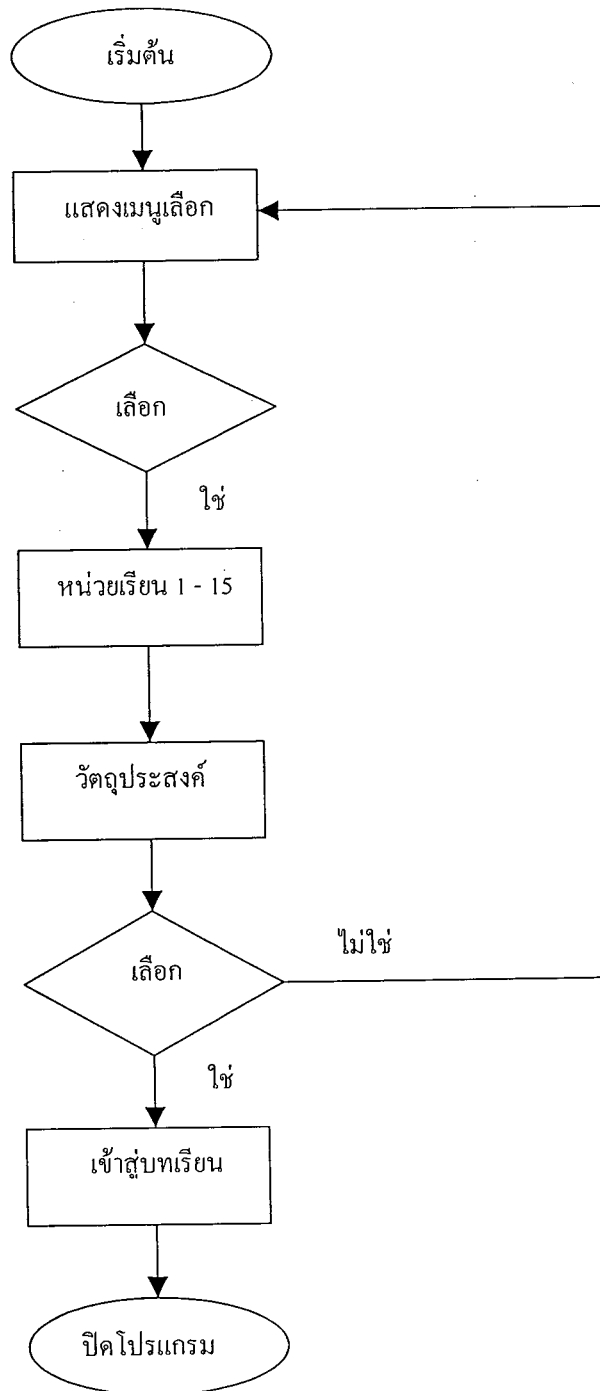 เริ่มต้น
แสดงเมนูเลือก
เลือก
ใช่
หน่วยเรียน 1 - 15
วัตถุประสงค์
เลือก
ไม่ใช่
ใช่
เข้าสู่บทเรียน
ปิดโปรแกรม